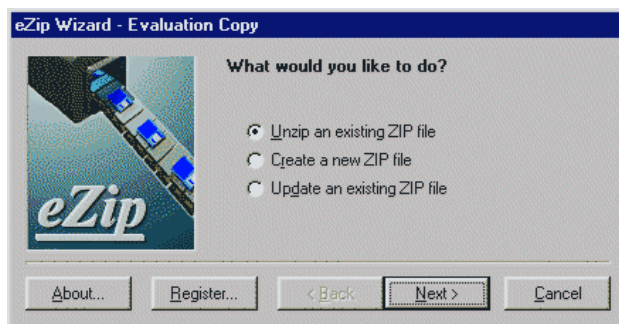 eZip Wizard - Evaluation Copy
What would you like to do?
Unzip an existing ZIP file
Create a new ZIP file
Update an existing ZIP file
eZip
About... Register... < Back Next > Cancel